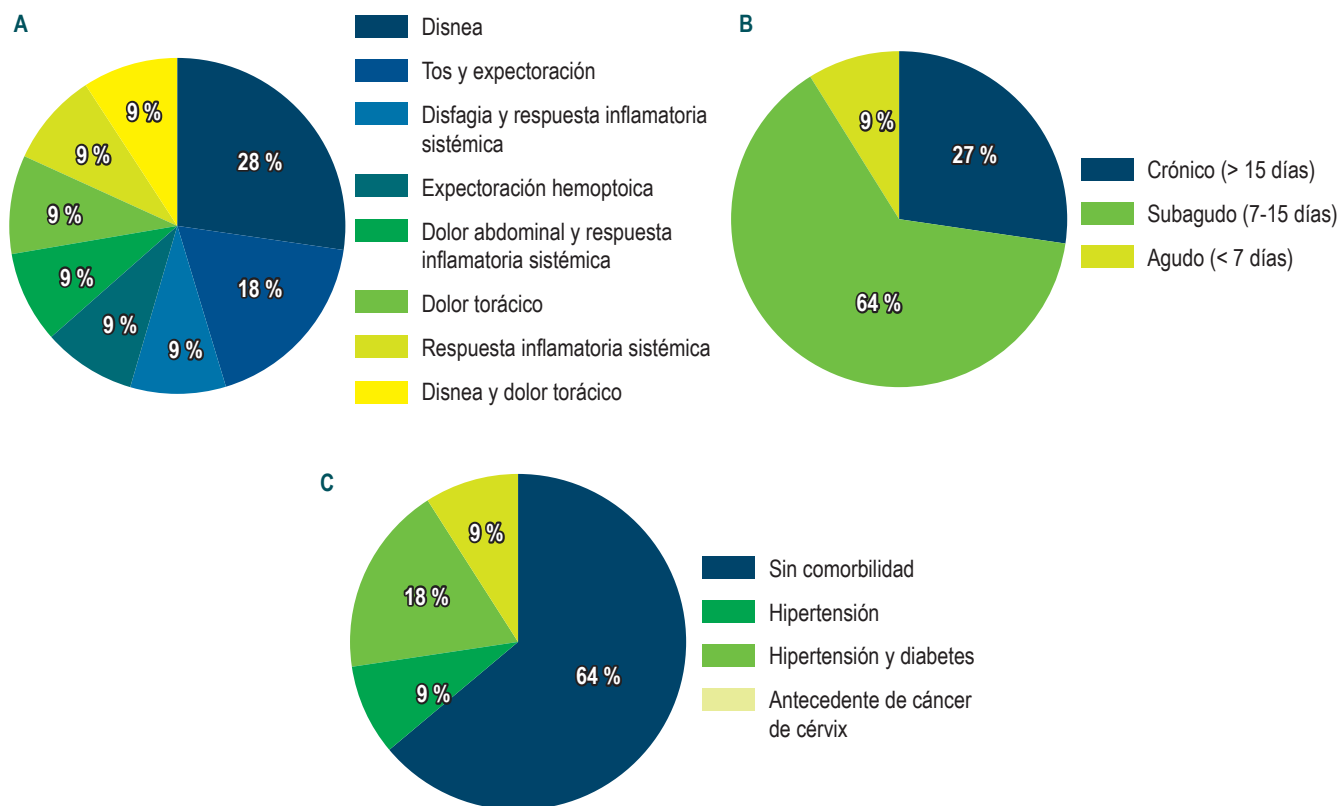 A
28 %
18 %
9 %
9 %
9 %
9 %
9 %
9 %
Disnea
Tos y expectoración
Disfagia y respuesta inflamatoria
sistémica
Expectoración hemoptoica
Dolor abdominal y respuesta
inflamatoria sistémica
Dolor torácico
Respuesta inflamatoria sistémica
Disnea y dolor torácico
B
27 %
64 %
9 %
Crónico (> 15 días)
Subagudo (7-15 días)
Agudo (< 7 días)
C
64 %
9 %
18 %
9 %
Sin comorbilidad
Hipertensión
Hipertensión y diabetes
Antecedente de cáncer
de cérvix